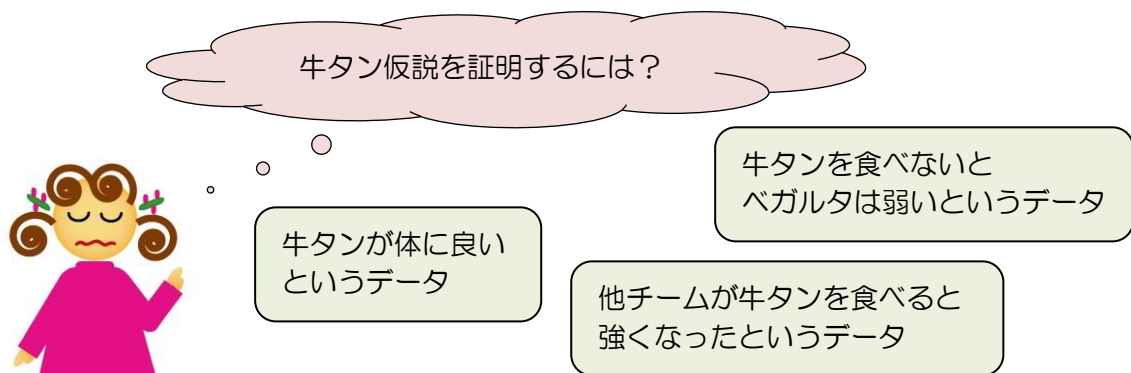 牛タン仮説を証明するには？
牛タンを食べないと
ベガルタは弱いというデータ
牛タンが体に良い
というデータ
他チームが牛タンを食べると
強くなったというデータ